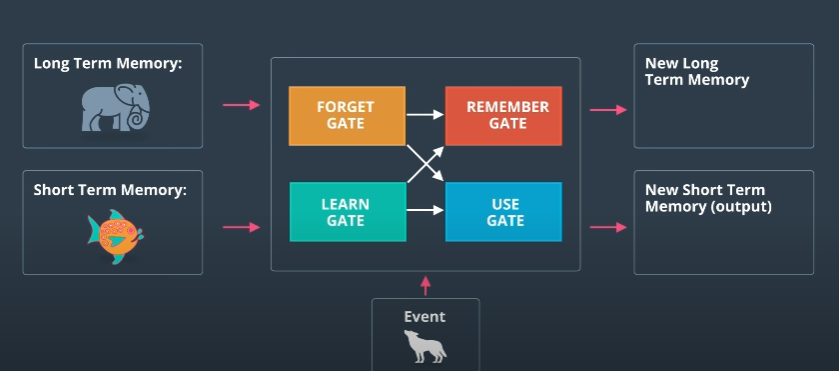 Long Term Memory:
Short Term Memory:
FORGET
GATE
REMEMBER
GATE
LEARN
GATE
USE
GATE
Event
New Long
Term Memory
New Short Term
Memory (output)